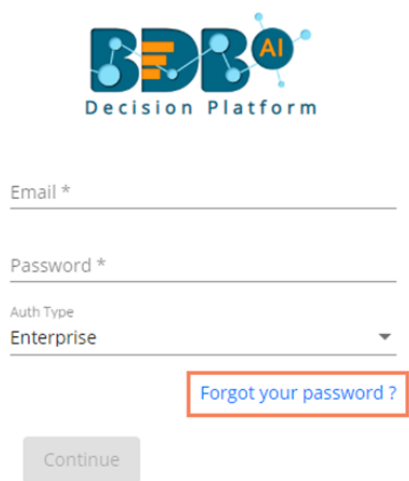 BDB AI
Decision Platform
Email *
Password *
Auth Type
Enterprise
Forgot your password ?
Continue